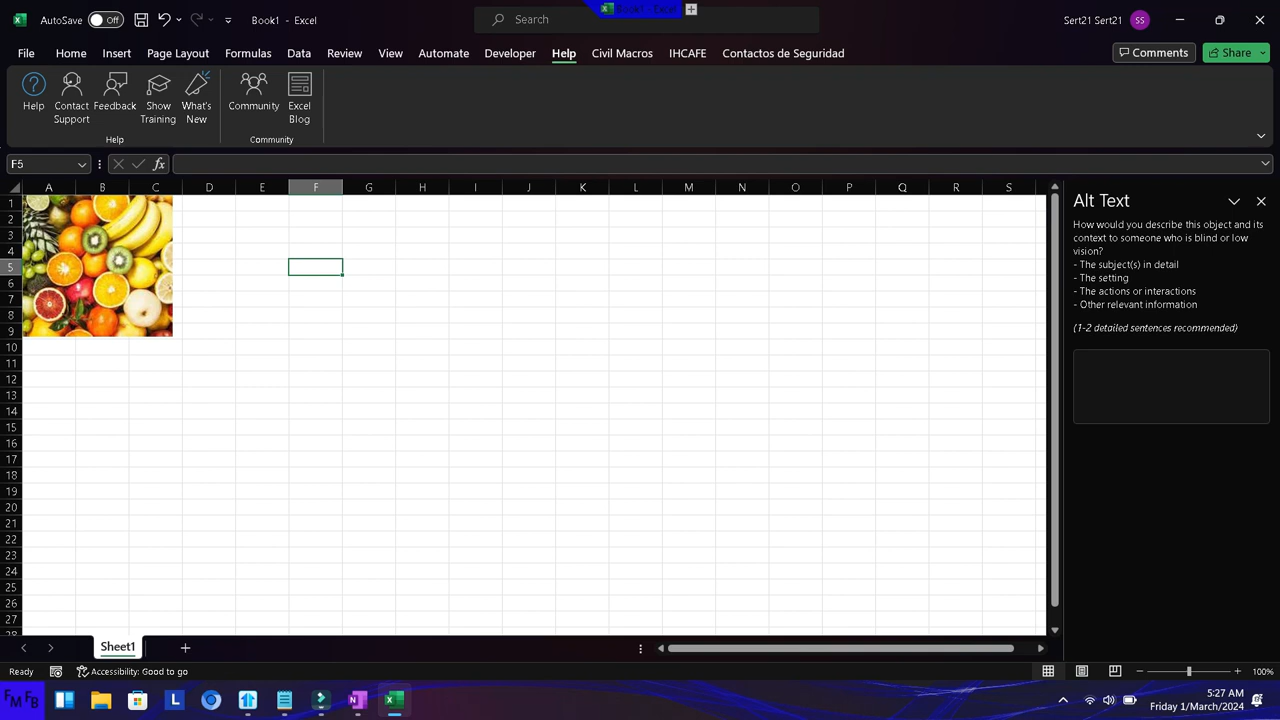 Book1 - Excel
AutoSave Off
Book1 - Excel
Search
Sert21 Sert21 SS
File Home Insert Page Layout Formulas Data Review View Automate Developer Help Civil Macros IHCAFE Contactos de Seguridad Comments Share
Help
Contact Support
Feedback
Show Training
What's New
Community
Excel Blog
Help
Community
F5
fx
A B C D E F G H I J K L M N O P Q R S
1
2
3
4
5
6
7
8
9
10
11
12
13
14
15
16
17
18
19
20
21
22
23
24
25
26
27
28
Alt Text
How would you describe this object and its
context to someone who is blind or low
vision?
- The subject(s) in detail
- The setting
- The actions or interactions
- Other relevant information
(1-2 detailed sentences recommended)
Sheet1
Ready
Accessibility: Good to go
100%
FMFB
L
N
5:27 AM
Friday 1/March/2024